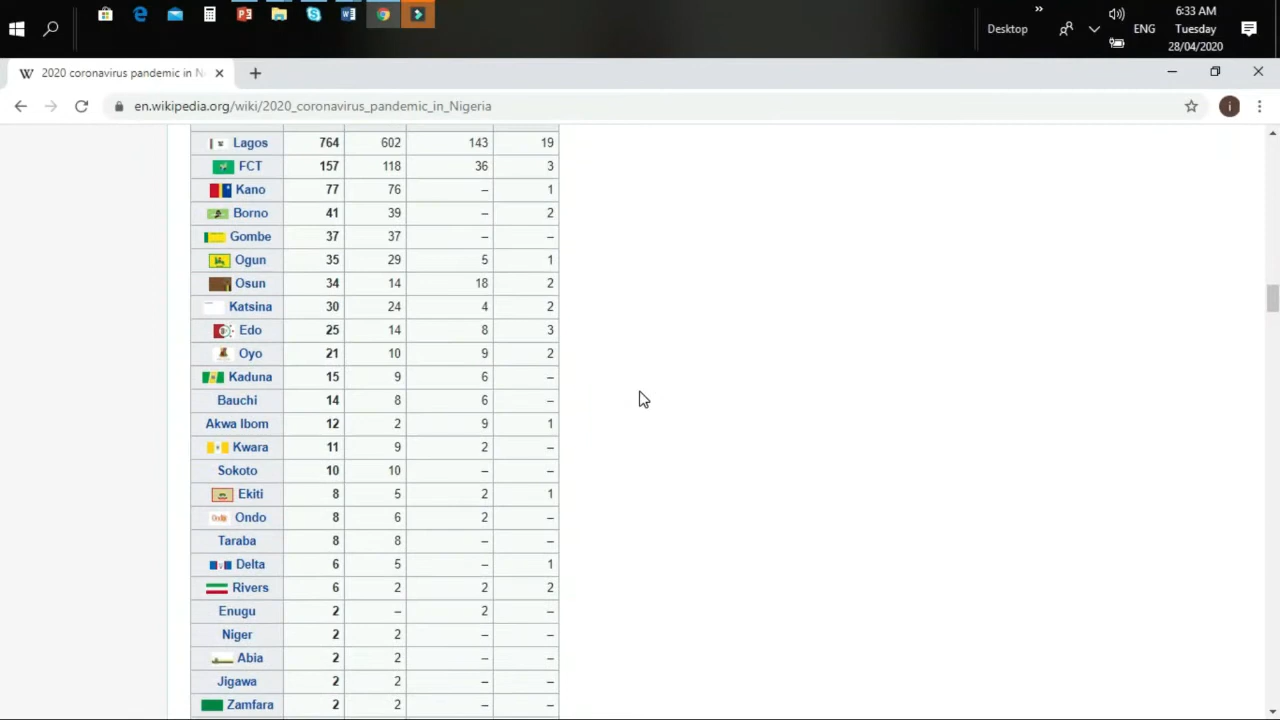 6:33 AM
Desktop ENG Tuesday
28/04/2020
W 2020 coronavirus pandemic in N
en.wikipedia.org/wiki/2020_coronavirus_pandemic_in_Nigeria i
Lagos 764 602 143 19
FCT 157 118 36 3
Kano 77 76 – 1
Borno 41 39 – 2
Gombe 37 37 – –
Ogun 35 29 5 1
Osun 34 14 18 2
Katsina 30 24 4 2
Edo 25 14 8 3
Oyo 21 10 9 2
Kaduna 15 9 6 –
Bauchi 14 8 6 –
Akwa Ibom 12 2 9 1
Kwara 11 9 2 –
Sokoto 10 10 – –
Ekiti 8 5 2 1
Ondo 8 6 2 –
Taraba 8 8 – –
Delta 6 5 – 1
Rivers 6 2 2 2
Enugu 2 – 2 –
Niger 2 2 – –
Abia 2 2 – –
Jigawa 2 2 – –
Zamfara 2 2 – –